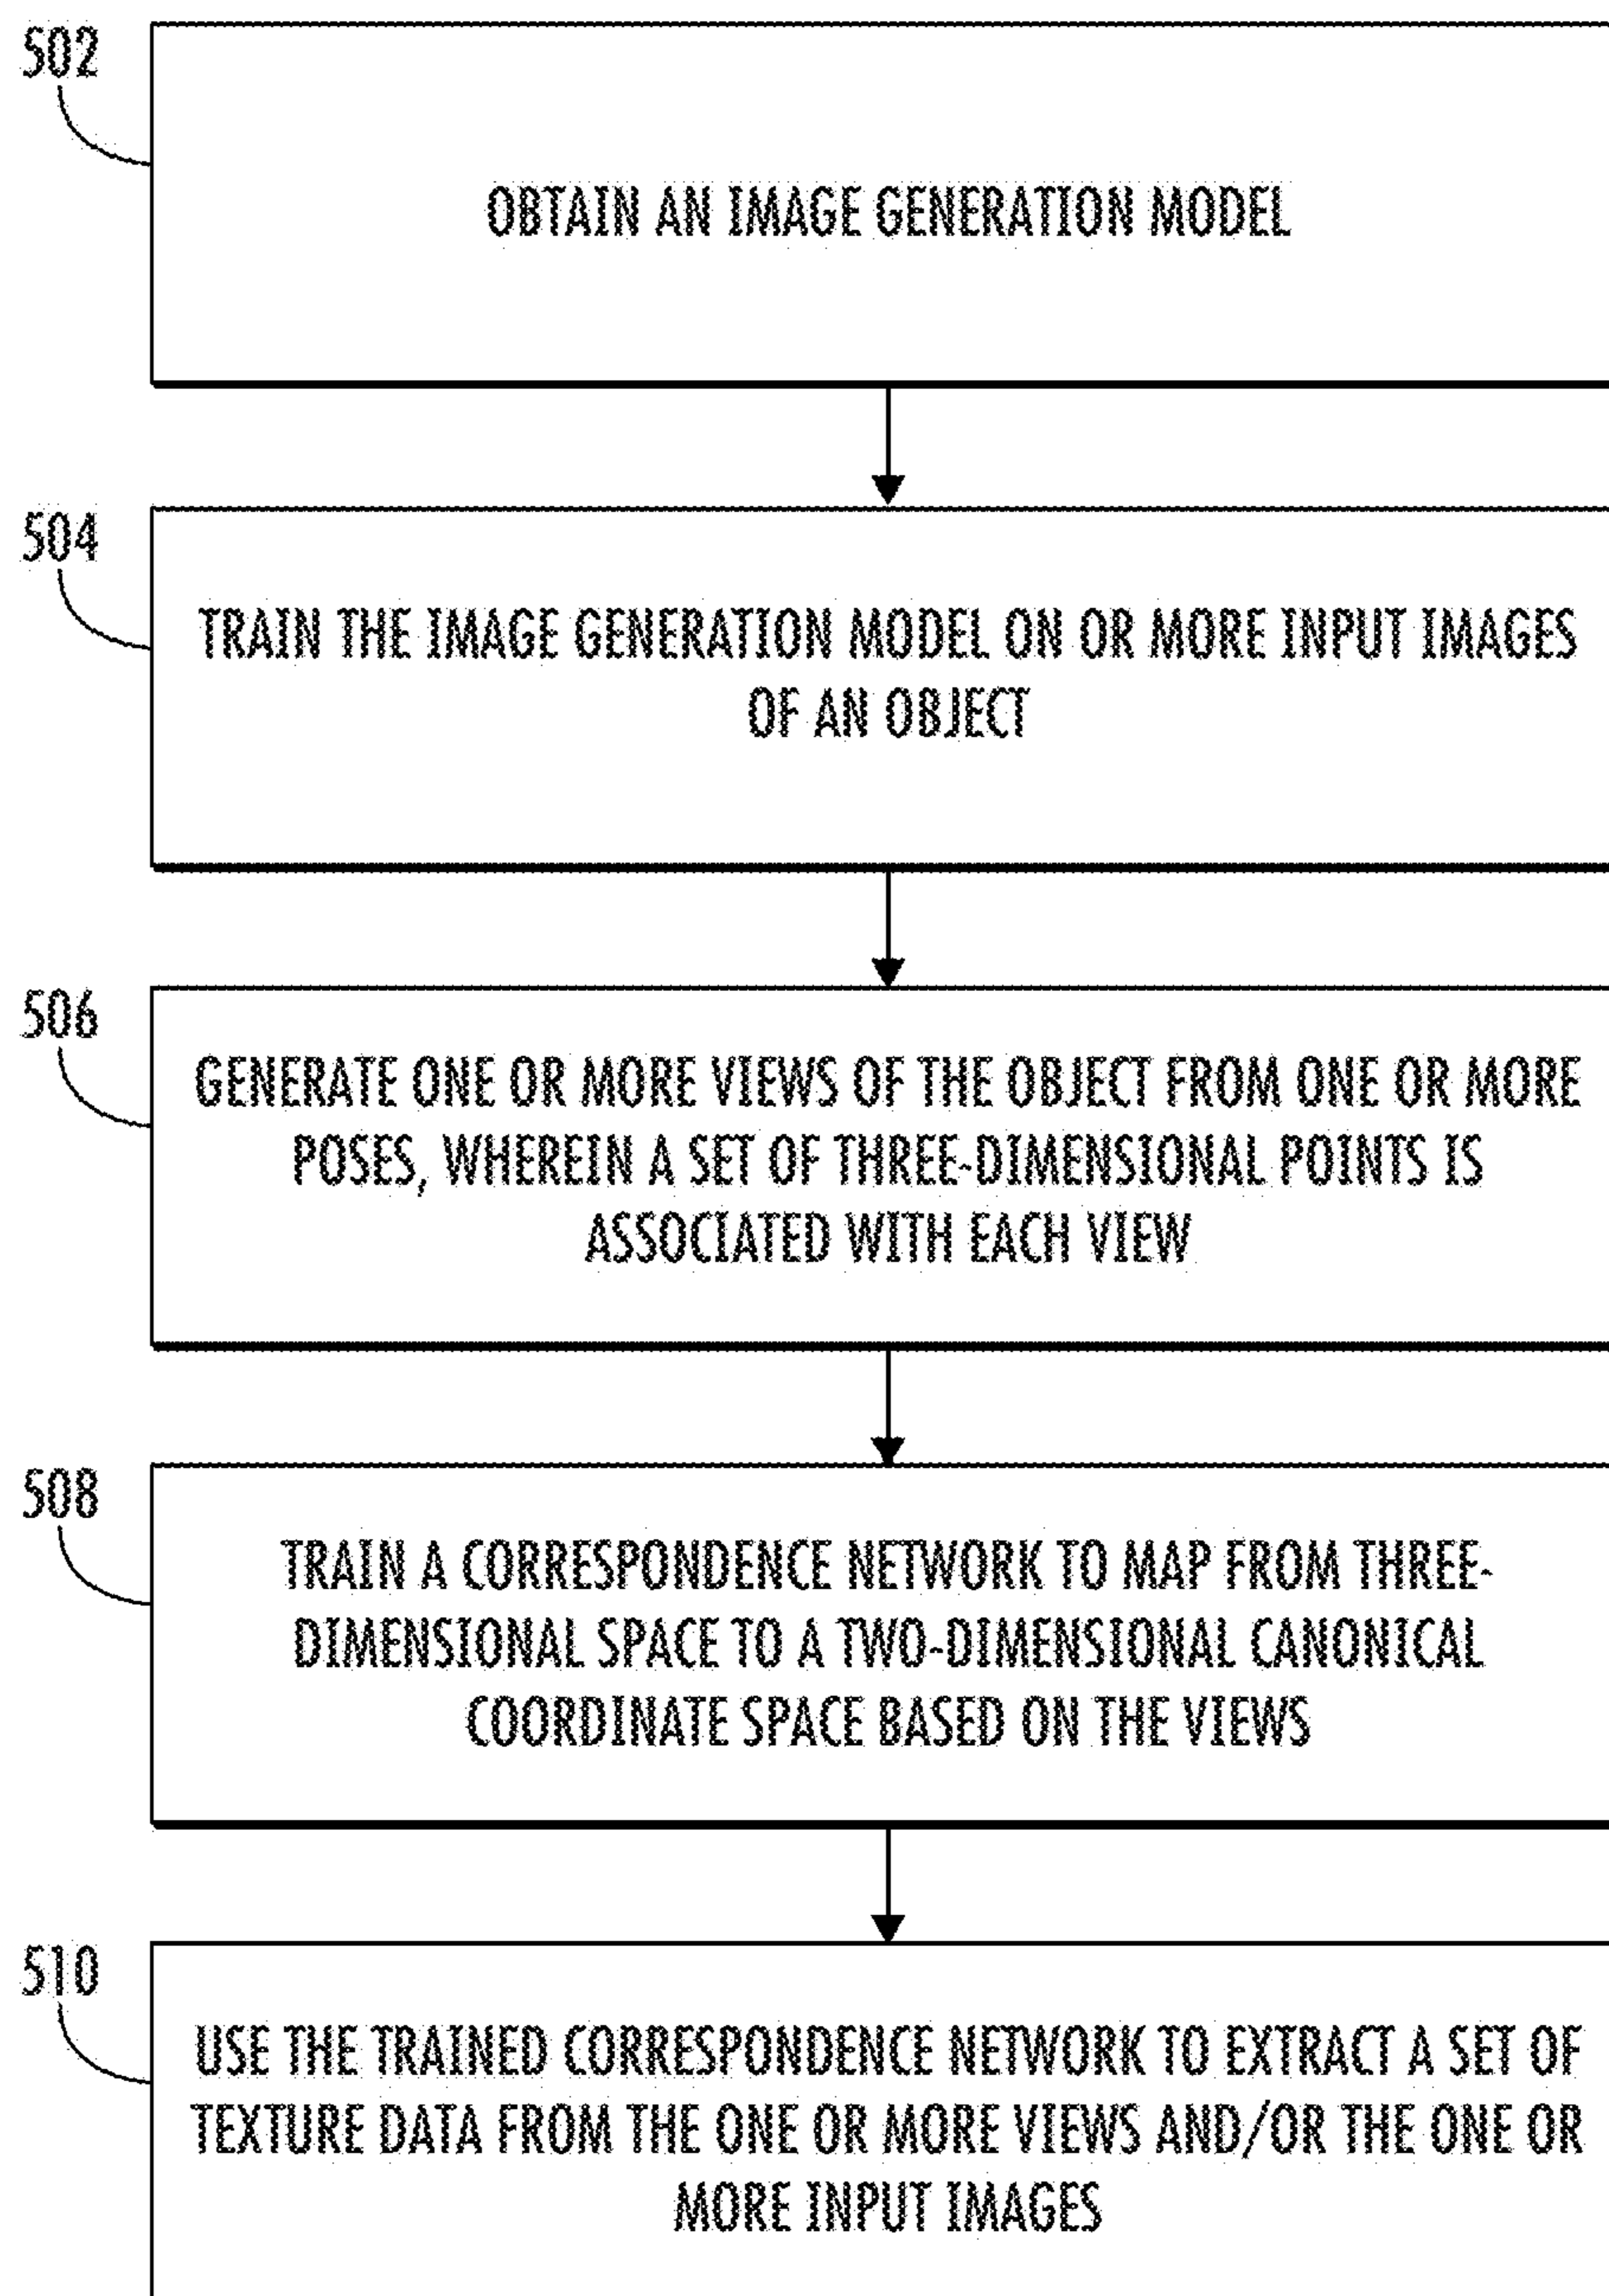 502
OBTAIN AN IMAGE GENERATION MODEL
504
TRAIN THE IMAGE GENERATION MODEL ON OR MORE INPUT IMAGES
OF AN OBJECT
506
GENERATE ONE OR MORE VIEWS OF THE OBJECT FROM ONE OR MORE
POSES, WHEREIN A SET OF THREE-DIMENSIONAL POINTS IS
ASSOCIATED WITH EACH VIEW
508
TRAIN A CORRESPONDENCE NETWORK TO MAP FROM THREE-
DIMENSIONAL SPACE TO A TWO-DIMENSIONAL CANONICAL
COORDINATE SPACE BASED ON THE VIEWS
510
USE THE TRAINED CORRESPONDENCE NETWORK TO EXTRACT A SET OF
TEXTURE DATA FROM THE ONE OR MORE VIEWS AND/OR THE ONE OR
MORE INPUT IMAGES